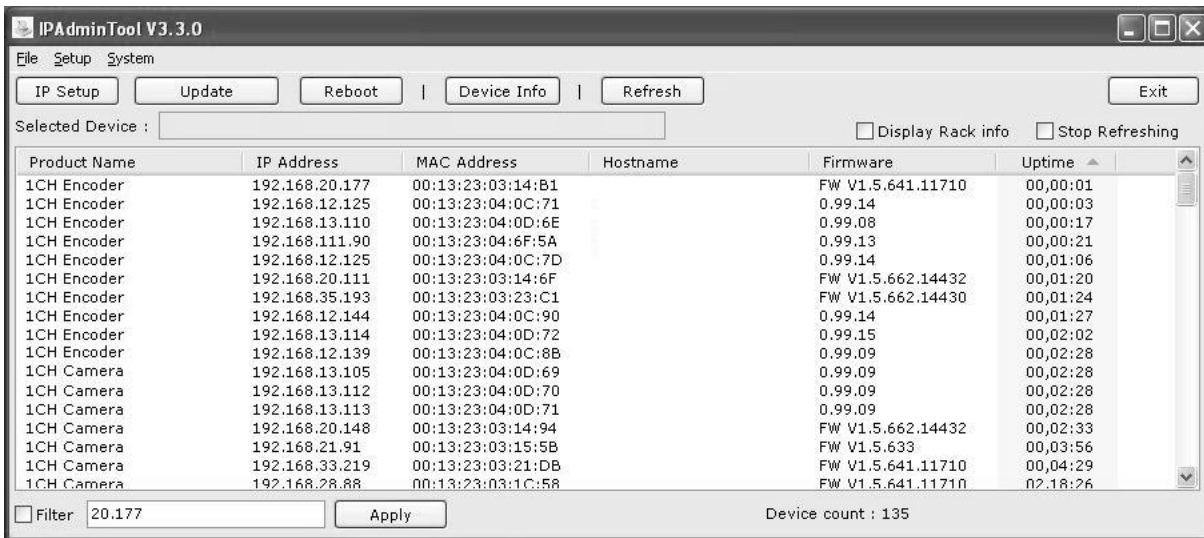 IPAdminTool V3.3.0
File Setup System
IP Setup Update Reboot | Device Info | Refresh Exit
Selected Device : Display Rack info Stop Refreshing
Product Name IP Address MAC Address Hostname Firmware Uptime
1CH Encoder 192.168.20.177 00:13:23:03:14:B1 FW V1.5.641.11710 00,00:01
1CH Encoder 192.168.12.125 00:13:23:04:0C:71 0.99.14 00,00:03
1CH Encoder 192.168.13.110 00:13:23:04:0D:6E 0.99.08 00,00:17
1CH Encoder 192.168.111.90 00:13:23:04:6F:5A 0.99.13 00,00:21
1CH Encoder 192.168.12.125 00:13:23:04:0C:7D 0.99.14 00,01:06
1CH Encoder 192.168.20.111 00:13:23:03:14:6F FW V1.5.662.14432 00,01:20
1CH Encoder 192.168.35.193 00:13:23:03:23:C1 FW V1.5.662.14430 00,01:24
1CH Encoder 192.168.12.144 00:13:23:04:0C:90 0.99.14 00,01:27
1CH Encoder 192.168.13.114 00:13:23:04:0D:72 0.99.15 00,02:02
1CH Encoder 192.168.12.139 00:13:23:04:0C:8B 0.99.09 00,02:28
1CH Camera 192.168.13.105 00:13:23:04:0D:69 0.99.09 00,02:28
1CH Camera 192.168.13.112 00:13:23:04:0D:70 0.99.09 00,02:28
1CH Camera 192.168.13.113 00:13:23:04:0D:71 0.99.09 00,02:28
1CH Camera 192.168.20.148 00:13:23:03:14:94 FW V1.5.662.14432 00,02:33
1CH Camera 192.168.21.91 00:13:23:03:15:5B FW V1.5.633 00,03:56
1CH Camera 192.168.33.219 00:13:23:03:21:DB FW V1.5.641.11710 00,04:29
1CH Camera 192.168.28.88 00:13:23:03:1C:58 FW V1.5.641.11710 02,18:26
Filter 20.177 Apply Device count : 135